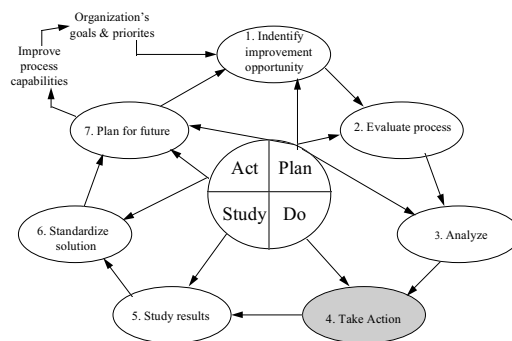 Organization's
goals & priorites
Improve
process
capabilities
1. Indentify
improvement
opportunity
7. Plan for future
2. Evaluate process
Act
Plan
Study
Do
6. Standardize
solution
3. Analyze
5. Study results
4. Take Action